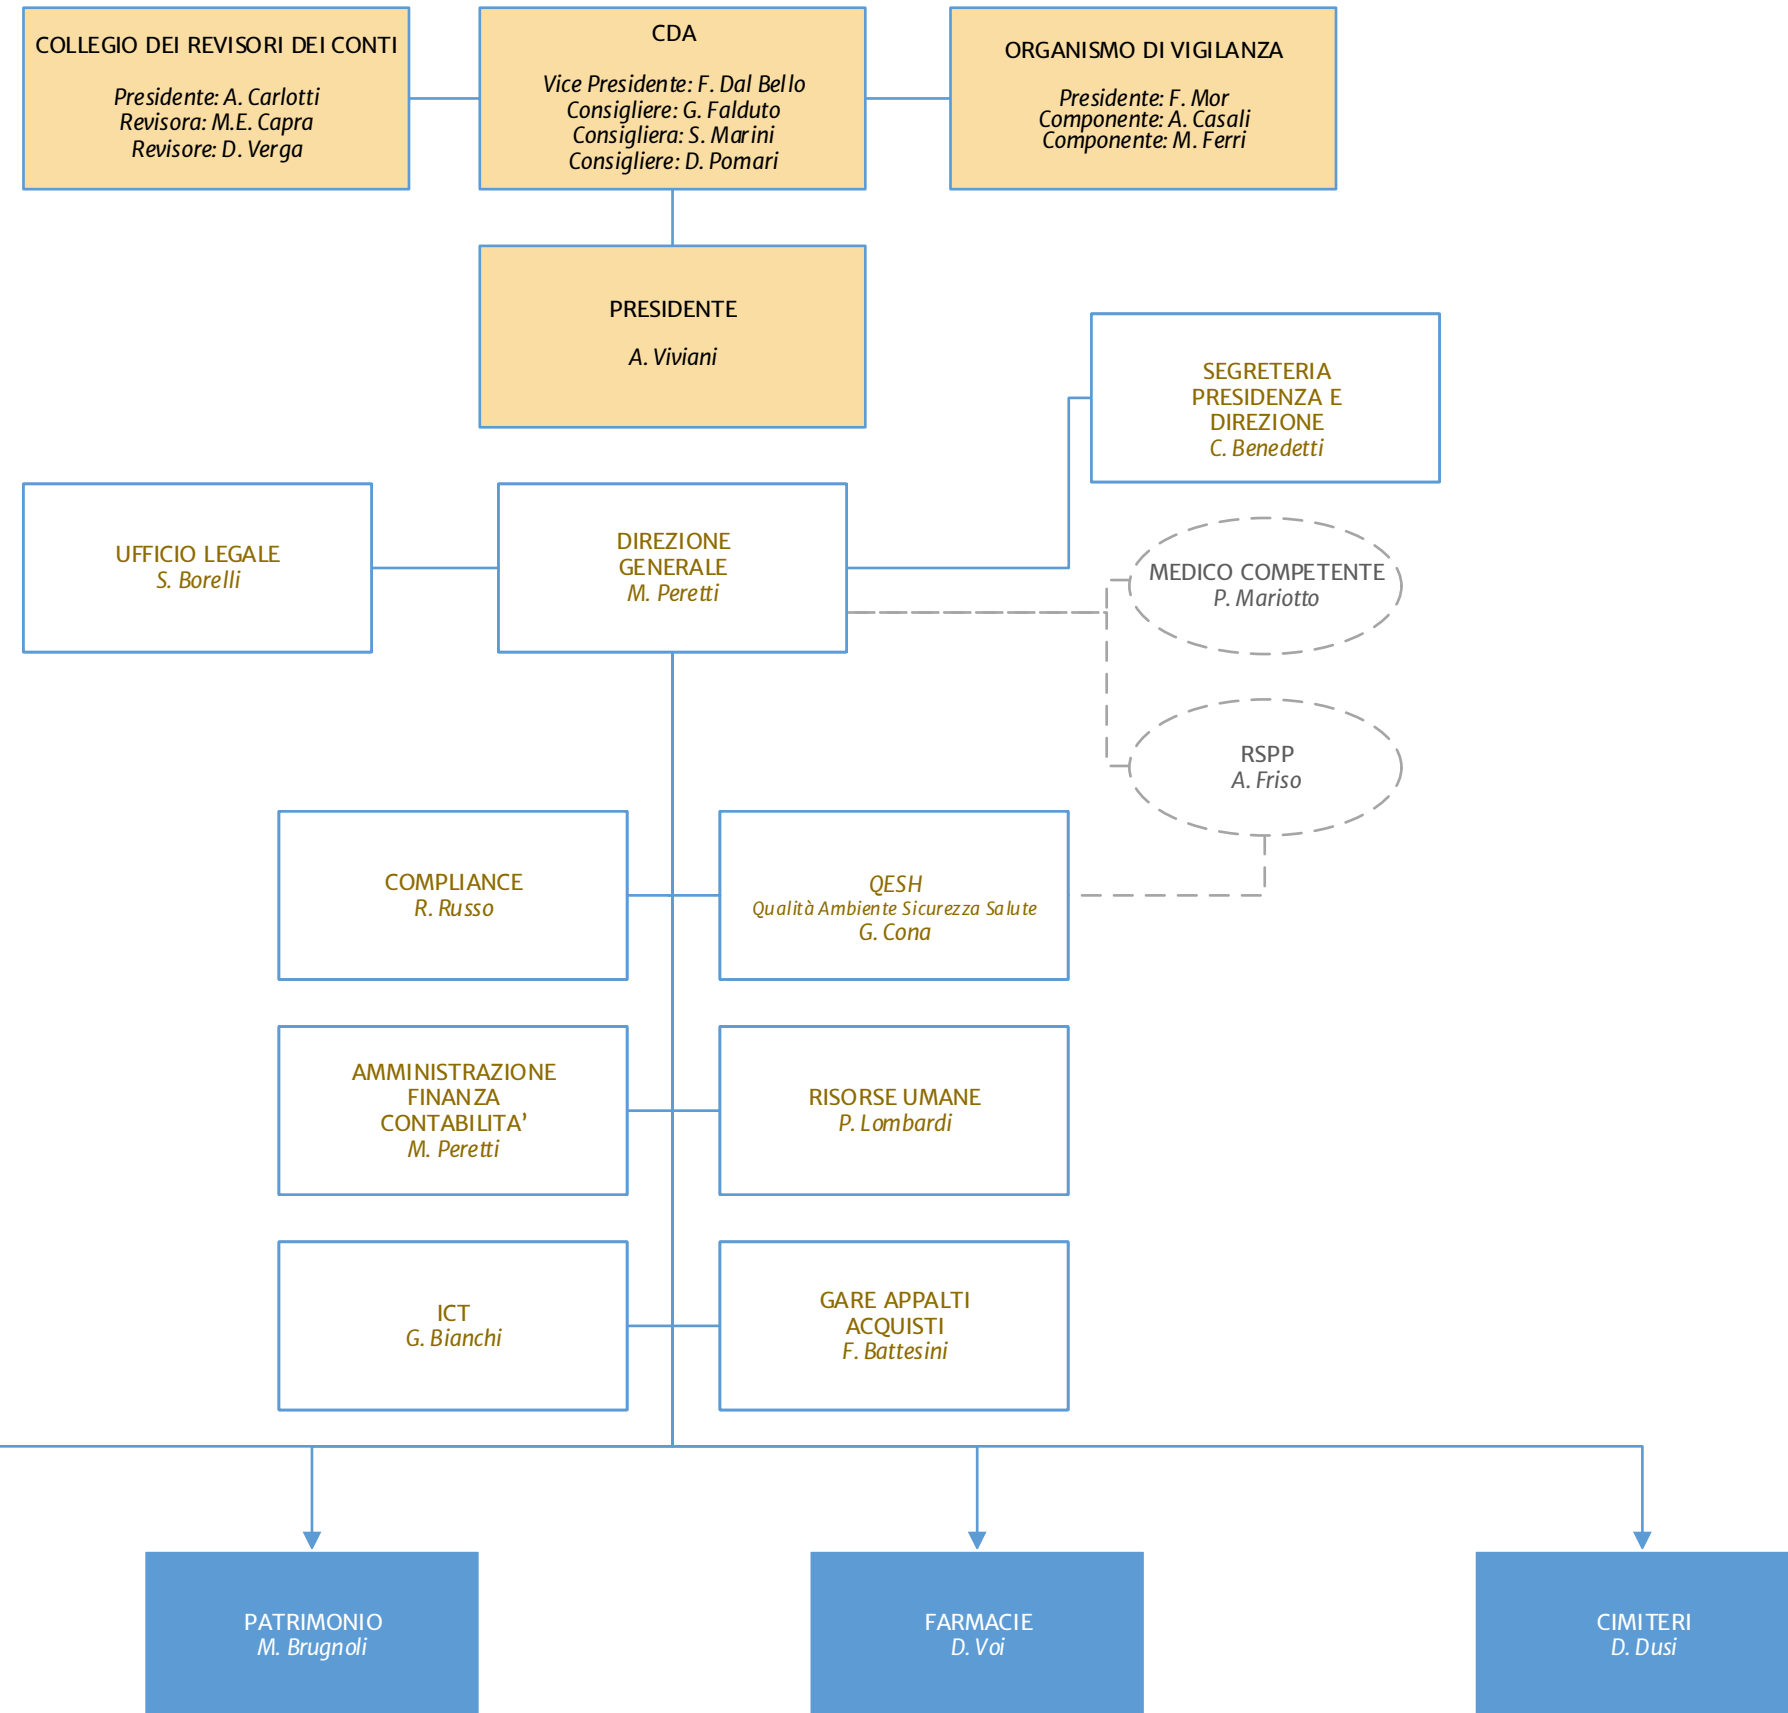 COLLEGIO DEI REVISORI DEI CONTI
Presidente: A. Carlotti
Revisora: M.E. Capra
Revisore: D. Verga
CDA
Vice Presidente: F. Dal Bello
Consigliere: G. Falduto
Consigliera: S. Marini
Consigliere: D. Pomari
ORGANISMO DI VIGILANZA
Presidente: F. Mor
Componente: A. Casali
Componente: M. Ferri
PRESIDENTE
A. Viviani
SEGRETERIA
PRESIDENZA E
DIREZIONE
C. Benedetti
UFFICIO LEGALE
S. Borelli
DIREZIONE
GENERALE
M. Peretti
MEDICO COMPETENTE
P. Mariotto
RSPP
A. Friso
COMPLIANCE
R. Russo
QESH
Qualità Ambiente Sicurezza Salute
G. Cona
AMMINISTRAZIONE
FINANZA
CONTABILITA’
M. Peretti
RISORSE UMANE
P. Lombardi
ICT
G. Bianchi
GARE APPALTI
ACQUISTI
F. Battesini
PATRIMONIO
M. Brugnoli
FARMACIE
D. Voi
CIMITERI
D. Dusi